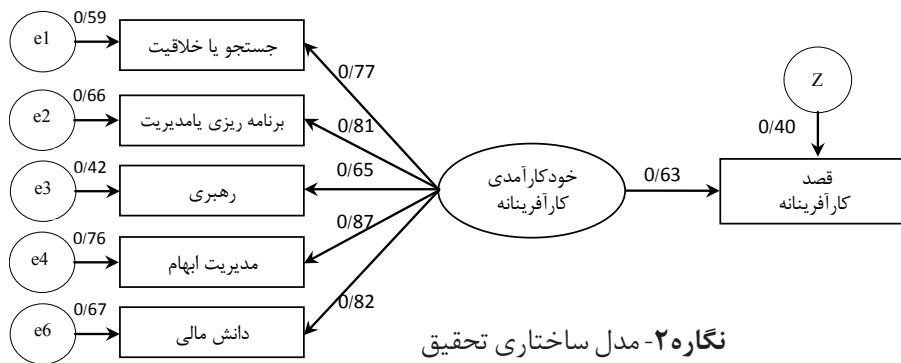 e1
0/59
جستجو یا خلاقیت
0/77
e2
0/66
برنامه ریزی یامدیریت
0/81
e3
0/42
رهبری
0/65
e4
0/76
مدیریت ابهام
0/87
e6
0/67
دانش مالی
0/82
خودکارآمدی
کارآفرینانه
0/63
Z
0/40
قصد
کارآفرینانه
نگاره۲- مدل ساختاری تحقیق